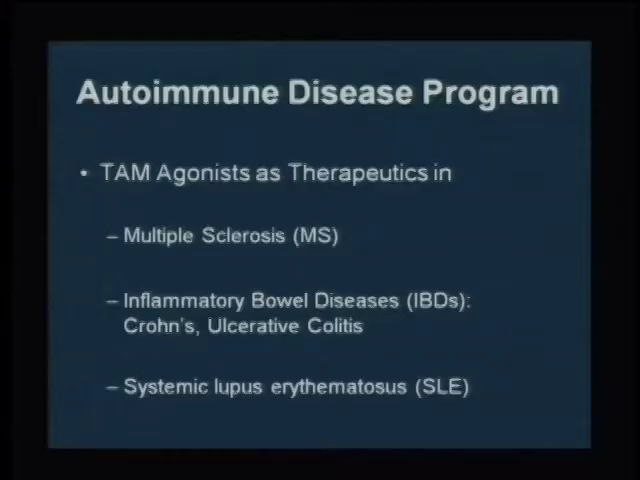 Autoimmune Disease Program
• TAM Agonists as Therapeutics in
– Multiple Sclerosis (MS)
– Inflammatory Bowel Diseases (IBDs):
Crohn's, Ulcerative Colitis
– Systemic lupus erythematosus (SLE)